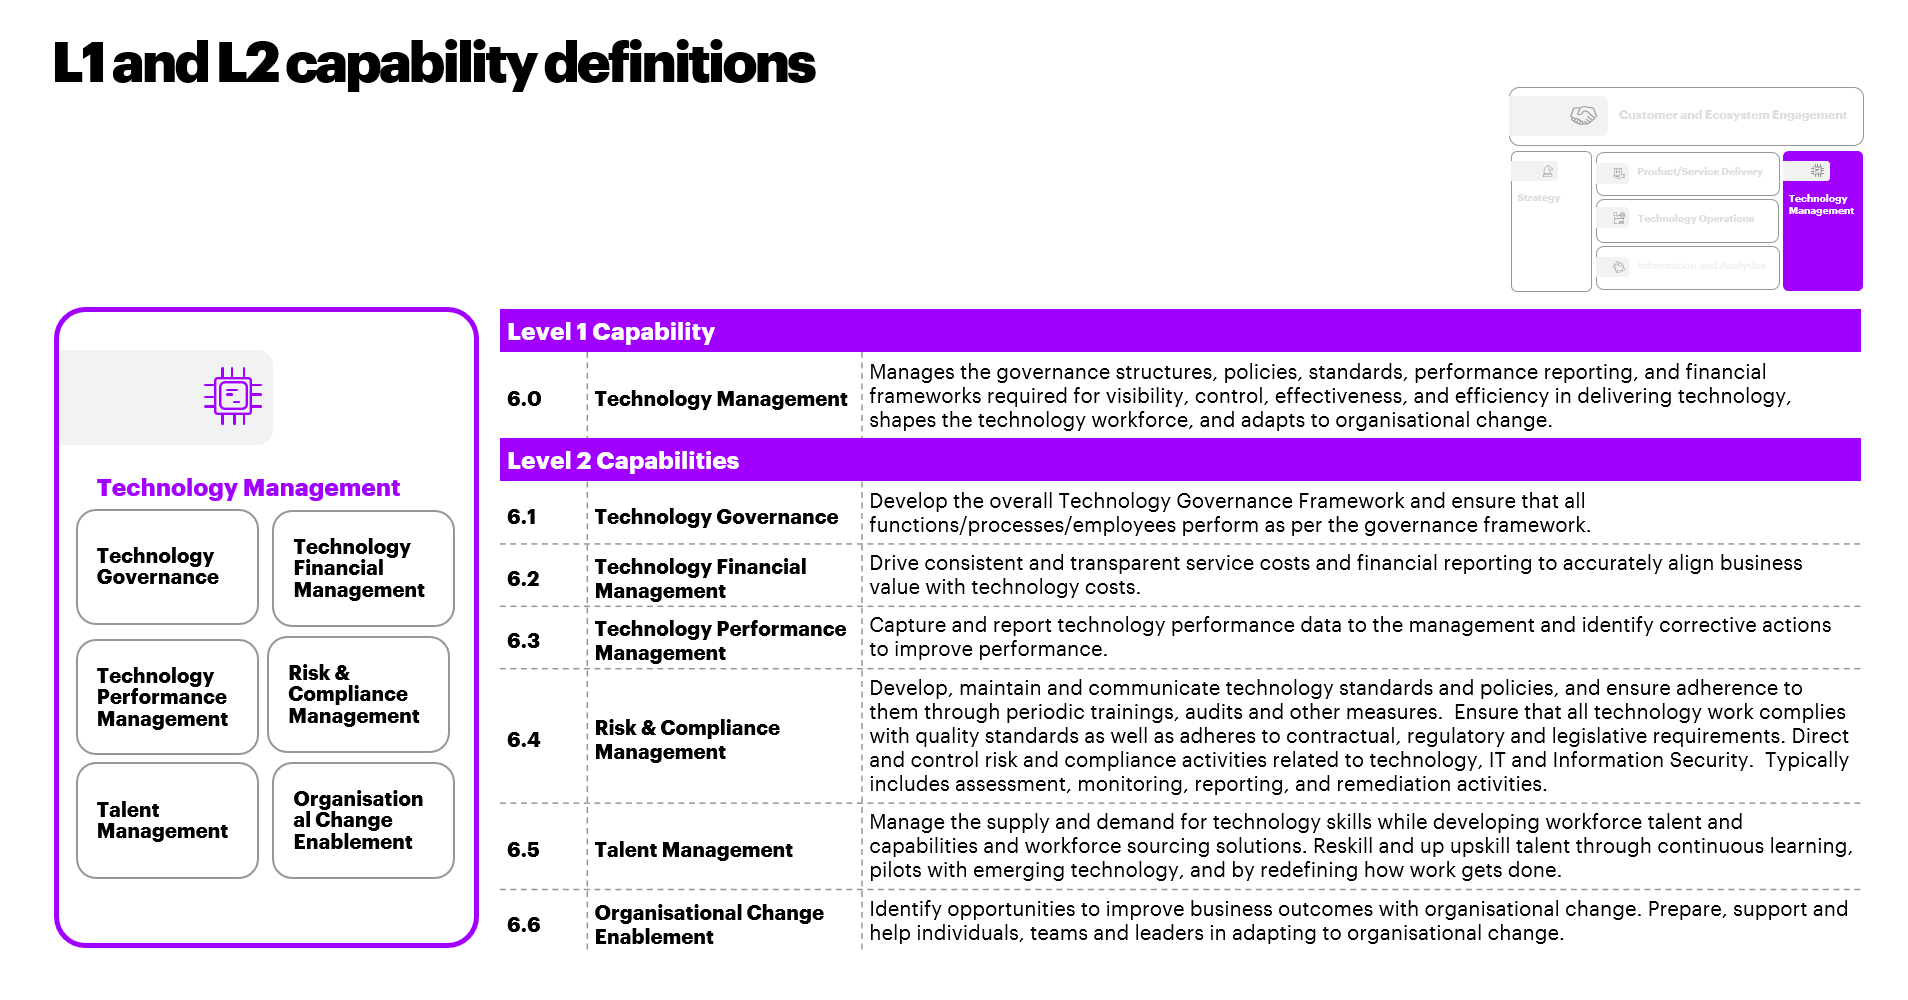 L1 and L2 capability definitions
Customer and Ecosystem Engagement
Strategy
Product/Service Delivery
Technology Operations
Information and Analytics
Technology
Management
Technology Management
Technology
Governance
Technology
Financial
Management
Technology
Performance
Management
Risk &
Compliance
Management
Talent
Management
Organisation
al Change
Enablement
Level 1 Capability
6.0
Technology Management
Manages the governance structures, policies, standards, performance reporting, and financial
frameworks required for visibility, control, effectiveness, and efficiency in delivering technology,
shapes the technology workforce, and adapts to organisational change.
Level 2 Capabilities
6.1
Technology Governance
Develop the overall Technology Governance Framework and ensure that all
functions/processes/employees perform as per the governance framework.
6.2
Technology Financial
Management
Drive consistent and transparent service costs and financial reporting to accurately align business
value with technology costs.
6.3
Technology Performance
Management
Capture and report technology performance data to the management and identify corrective actions
to improve performance.
6.4
Risk & Compliance
Management
Develop, maintain and communicate technology standards and policies, and ensure adherence to
them through periodic trainings, audits and other measures.  Ensure that all technology work complies
with quality standards as well as adheres to contractual, regulatory and legislative requirements. Direct
and control risk and compliance activities related to technology, IT and Information Security.  Typically
includes assessment, monitoring, reporting, and remediation activities.
6.5
Talent Management
Manage the supply and demand for technology skills while developing workforce talent and
capabilities and workforce sourcing solutions. Reskill and up upskill talent through continuous learning,
pilots with emerging technology, and by redefining how work gets done.
6.6
Organisational Change
Enablement
Identify opportunities to improve business outcomes with organisational change. Prepare, support and
help individuals, teams and leaders in adapting to organisational change.